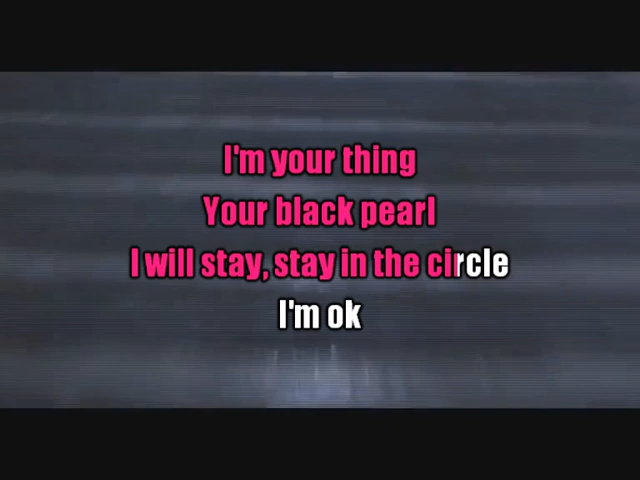 I'm your thing
Your black pearl
I will stay, stay in the circle
I'm ok